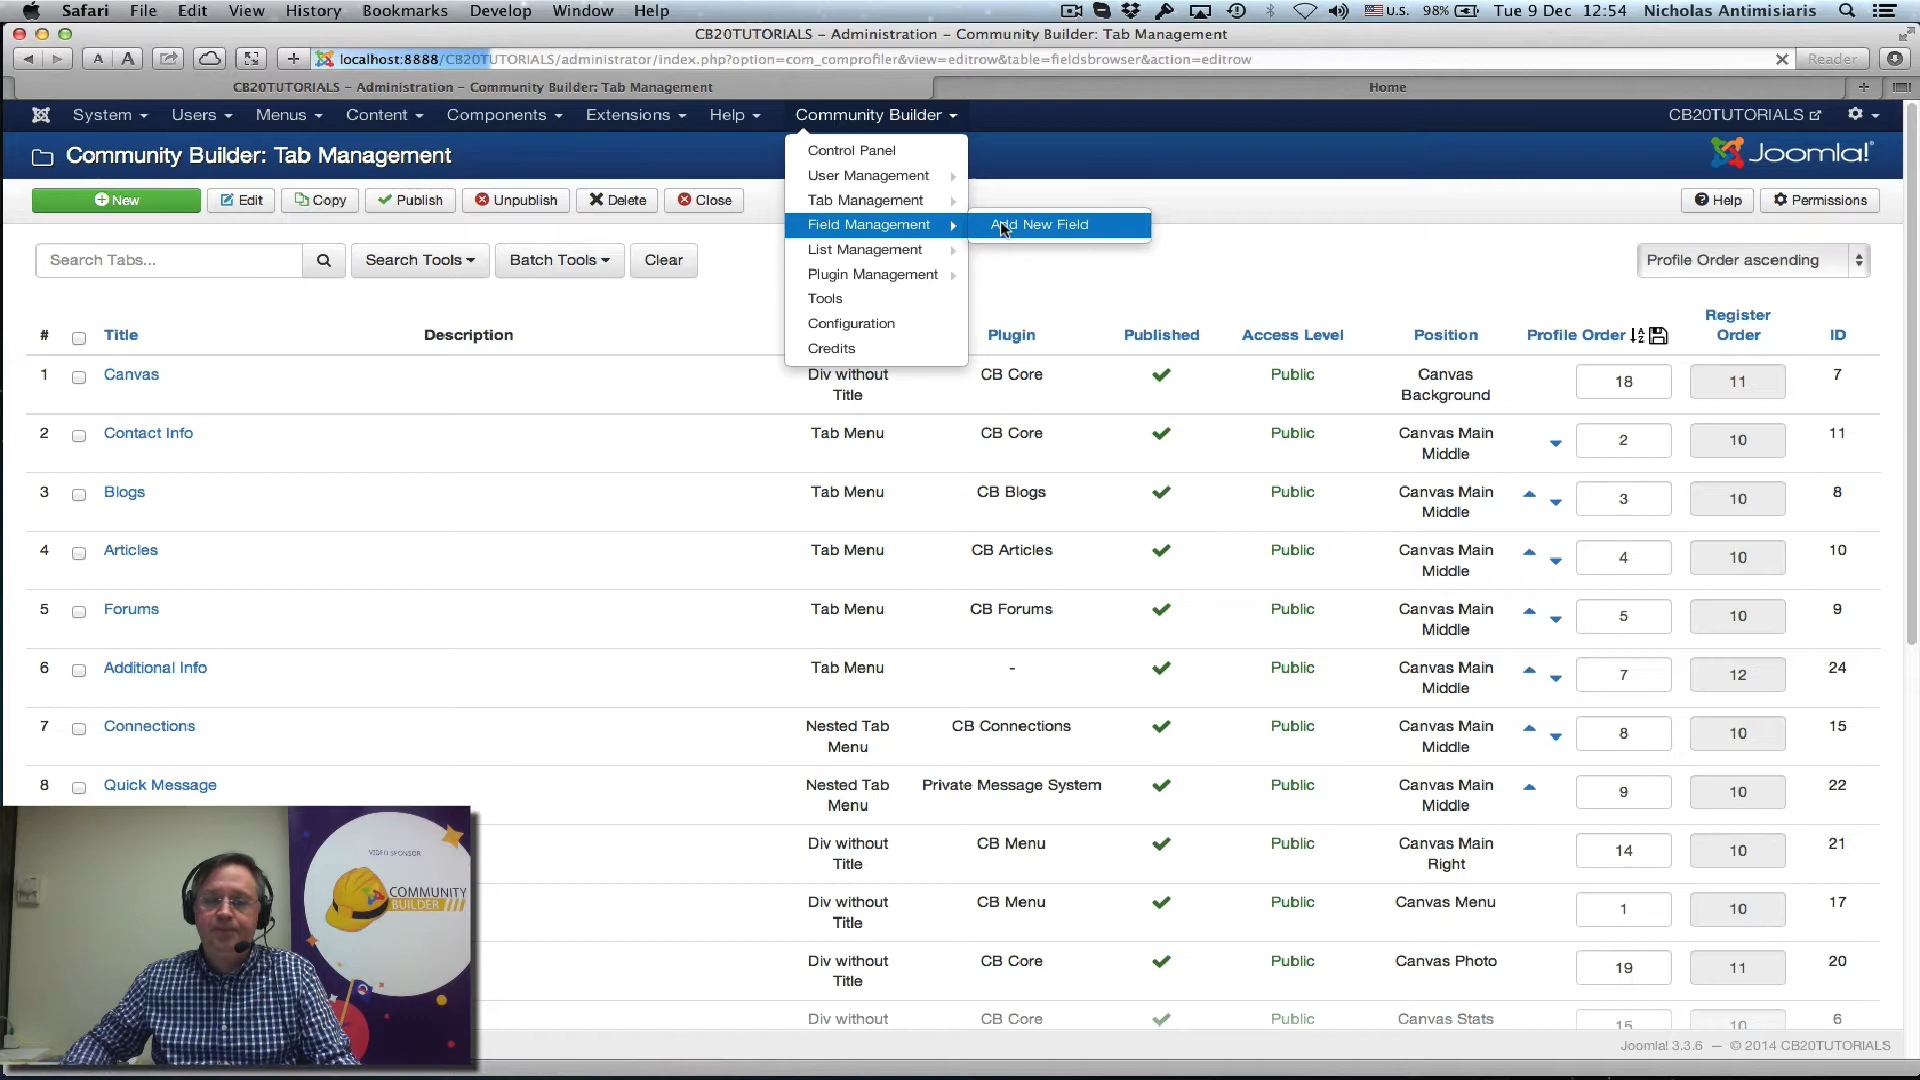 Safari File Edit View History Bookmarks Develop Window Help U.S. 98% Tue 9 Dec 12:54 Nicholas Antimisiaris
CB20TUTORIALS – Administration – Community Builder: Tab Management
A A localhost:8888/CB20TUTORIALS/administrator/index.php?option=com_comprofiler&view=editrow&table=fieldsbrowser&action=editrow Reader
CB20TUTORIALS – Administration – Community Builder: Tab Management Home
System Users Menus Content Components Extensions Help Community Builder CB20TUTORIALS
Community Builder: Tab Management Joomla!
Control Panel
User Management
Tab Management
Field Management Add New Field
List Management
Plugin Management
Tools
Configuration
Credits
New Edit Copy Publish Unpublish Delete Close Help Permissions
Search Tabs... Search Tools Batch Tools Clear Profile Order ascending
# Title Description Plugin Published Access Level Position Profile Order Register Order ID
1 Canvas Div without Title CB Core Public Canvas Background 18 11 7
2 Contact Info Tab Menu CB Core Public Canvas Main Middle 2 10 11
3 Blogs Tab Menu CB Blogs Public Canvas Main Middle 3 10 8
4 Articles Tab Menu CB Articles Public Canvas Main Middle 4 10 10
5 Forums Tab Menu CB Forums Public Canvas Main Middle 5 10 9
6 Additional Info Tab Menu - Public Canvas Main Middle 7 12 24
7 Connections Nested Tab Menu CB Connections Public Canvas Main Middle 8 10 15
8 Quick Message Nested Tab Menu Private Message System Public Canvas Main Middle 9 10 22
Div without Title CB Menu Public Canvas Main Right 14 10 21
Div without Title CB Menu Public Canvas Menu 1 10 17
Div without Title CB Core Public Canvas Photo 19 11 20
Div without CB Core Public Canvas Stats 15 10 6
VIDEO SPONSOR
COMMUNITY
BUILDER
Joomla! 3.3.6 — © 2014 CB20TUTORIALS